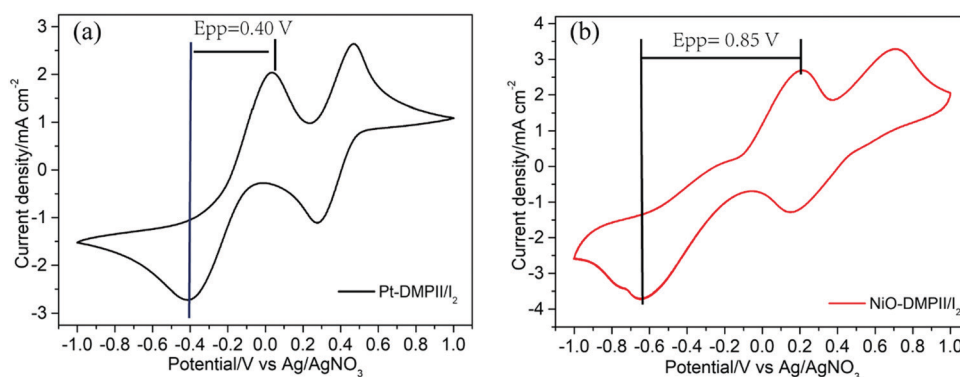 (a)
Epp=0.40 V
Current density/mA cm-2
3
2
1
0
-1
-2
-3
Pt-DMPII/I2
-1.0 -0.8 -0.6 -0.4 -0.2 0.0 0.2 0.4 0.6 0.8 1.0
Potential/V vs Ag/AgNO3
(b)
Epp= 0.85 V
Current density/mA cm-2
4
3
2
1
0
-1
-2
-3
-4
NiO-DMPII/I2
-1.0 -0.8 -0.6 -0.4 -0.2 0.0 0.2 0.4 0.6 0.8 1.0
Potential/V vs Ag/AgNO3